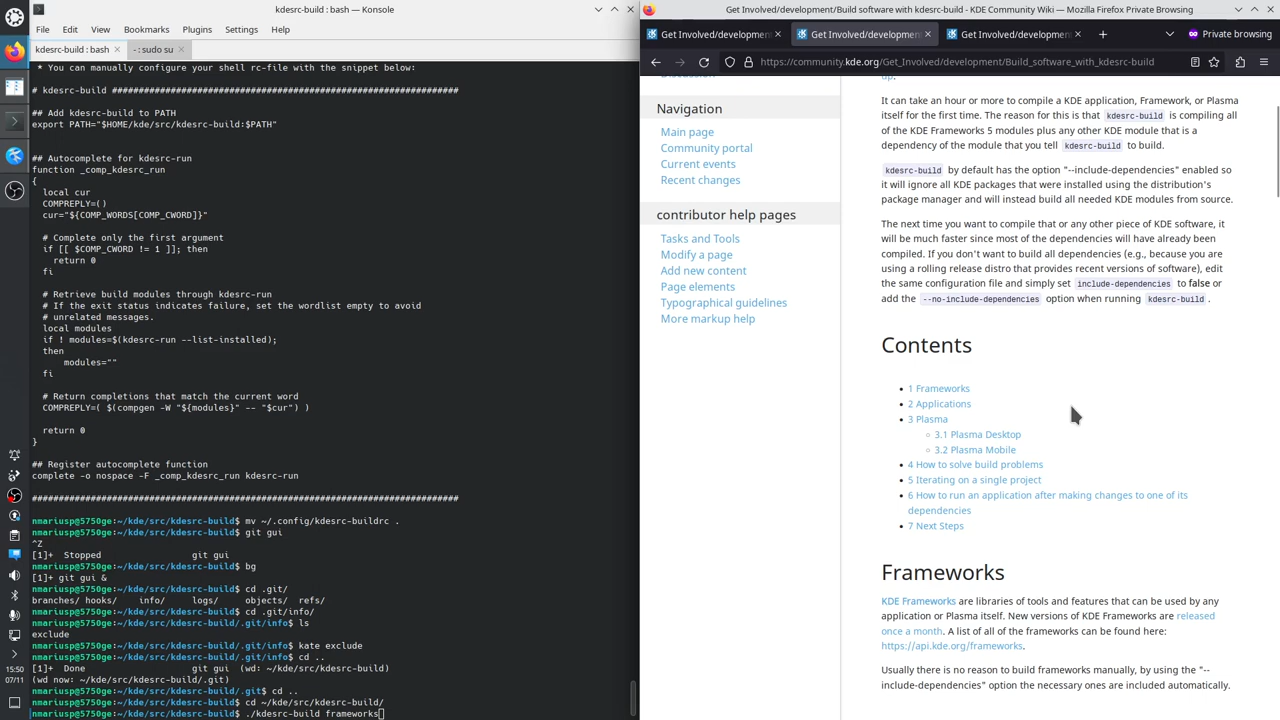 kdesrc-build : bash — Konsole
File Edit View Bookmarks Plugins Settings Help
kdesrc-build : bash
~ : sudo su
* You can manually configure your shell rc-file with the snippet below:
# kdesrc-build #################################################################
## Add kdesrc-build to PATH
export PATH="$HOME/kde/src/kdesrc-build:$PATH"
## Autocomplete for kdesrc-run
function _comp_kdesrc_run
{
local cur
COMPREPLY=()
cur="${COMP_WORDS[COMP_CWORD]}"
# Complete only the first argument
if [[ $COMP_CWORD != 1 ]]; then
return 0
fi
# Retrieve build modules through kdesrc-run
# If the exit status indicates failure, set the wordlist empty to avoid
# unrelated messages.
local modules
if ! modules=$(kdesrc-run --list-installed);
then
modules=""
fi
# Return completions that match the current word
COMPREPLY=( $(compgen -W "${modules}" -- "$cur") )
return 0
}
## Register autocomplete function
complete -o nospace -F _comp_kdesrc_run kdesrc-run
################################################################################
nmariusp@5750ge:~/kde/src/kdesrc-build$ mv ~/.config/kdesrc-buildrc .
nmariusp@5750ge:~/kde/src/kdesrc-build$ git gui
^Z
[1]+  Stopped                 git gui
nmariusp@5750ge:~/kde/src/kdesrc-build$ bg
[1]+ git gui &
nmariusp@5750ge:~/kde/src/kdesrc-build$ cd .git/
branches/ hooks/    info/     logs/     objects/  refs/
nmariusp@5750ge:~/kde/src/kdesrc-build$ cd .git/info/
nmariusp@5750ge:~/kde/src/kdesrc-build/.git/info$ ls
exclude
nmariusp@5750ge:~/kde/src/kdesrc-build/.git/info$ kate exclude
nmariusp@5750ge:~/kde/src/kdesrc-build/.git/info$ cd ..
[1]+  Done                    git gui  (wd: ~/kde/src/kdesrc-build)
(wd now: ~/kde/src/kdesrc-build/.git)
nmariusp@5750ge:~/kde/src/kdesrc-build/.git$ cd ..
nmariusp@5750ge:~/kde/src/kdesrc-build$ cd ~/kde/src/kdesrc-build/
nmariusp@5750ge:~/kde/src/kdesrc-build$ ./kdesrc-build frameworks
15:50
07/11
Get Involved/development/Build software with kdesrc-build - KDE Community Wiki — Mozilla Firefox Private Browsing
Get Involved/development
Get Involved/development
Get Involved/development
Private browsing
https://community.kde.org/Get_Involved/development/Build_software_with_kdesrc-build
Discussion
Navigation
Main page
Community portal
Current events
Recent changes
contributor help pages
Tasks and Tools
Modify a page
Add new content
Page elements
Typographical guidelines
More markup help
up.
It can take an hour or more to compile a KDE application, Framework, or Plasma
itself for the first time. The reason for this is that kdesrc-build is compiling all
of the KDE Frameworks 5 modules plus any other KDE module that is a
dependency of the module that you tell kdesrc-build to build.
kdesrc-build by default has the option "--include-dependencies" enabled so
it will ignore all KDE packages that were installed using the distribution's
package manager and will instead build all needed KDE modules from source.
The next time you want to compile that or any other piece of KDE software, it
will be much faster since most of the dependencies will have already been
compiled. If you don't want to build all dependencies (e.g., because you are
using a rolling release distro that provides recent versions of software), edit
the same configuration file and simply set include-dependencies to false or
add the --no-include-dependencies option when running kdesrc-build .
Contents
1 Frameworks
2 Applications
3 Plasma
3.1 Plasma Desktop
3.2 Plasma Mobile
4 How to solve build problems
5 Iterating on a single project
6 How to run an application after making changes to one of its
dependencies
7 Next Steps
Frameworks
KDE Frameworks are libraries of tools and features that can be used by any
application or Plasma itself. New versions of KDE Frameworks are released
once a month. A list of all of the frameworks can be found here:
https://api.kde.org/frameworks.
Usually there is no reason to build frameworks manually, by using the "--
include-dependencies" option the necessary ones are included automatically.